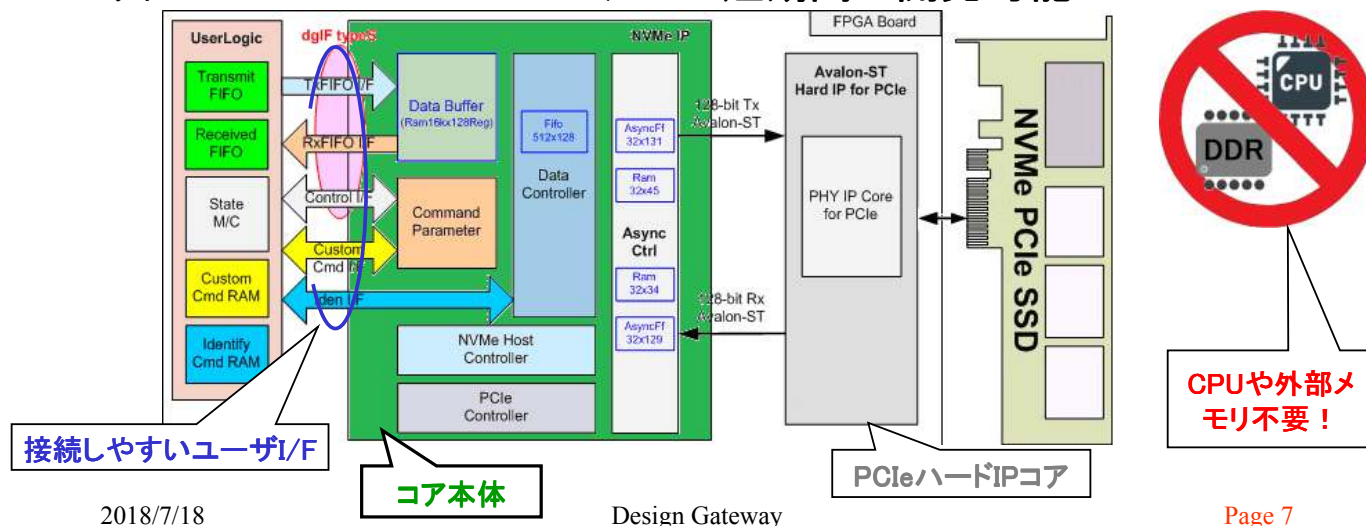 FPGA Board
UserLogic
dgIF typeS
NVMe IP
Transmit
FIFO
TxFIFO I/F
Data Buffer
(Ram16kx128Reg)
Fifo
512x128
Data
Controller
AsyncFf
32x131
128-bit Tx
Avalon-ST
Avalon-ST
Hard IP for PCIe
Received
FIFO
RxFIFO I/F
Ram
32x45
State
M/C
Control I/F
Command
Parameter
Async
Ctrl
PHY IP Core
for PCIe
Custom
Cmd RAM
Custom
Cmd I/F
Ram
32x34
Identify
Cmd RAM
Iden I/F
AsyncFf
32x129
128-bit Rx
Avalon-ST
NVMe Host
Controller
PCIe
Controller
NVMe PCIe SSD
CPU
DDR
CPUや外部メ
モリ不要！
接続しやすいユーザI/F
コア本体
PCIeハードIPコア
2018/7/18
Design Gateway
Page 7